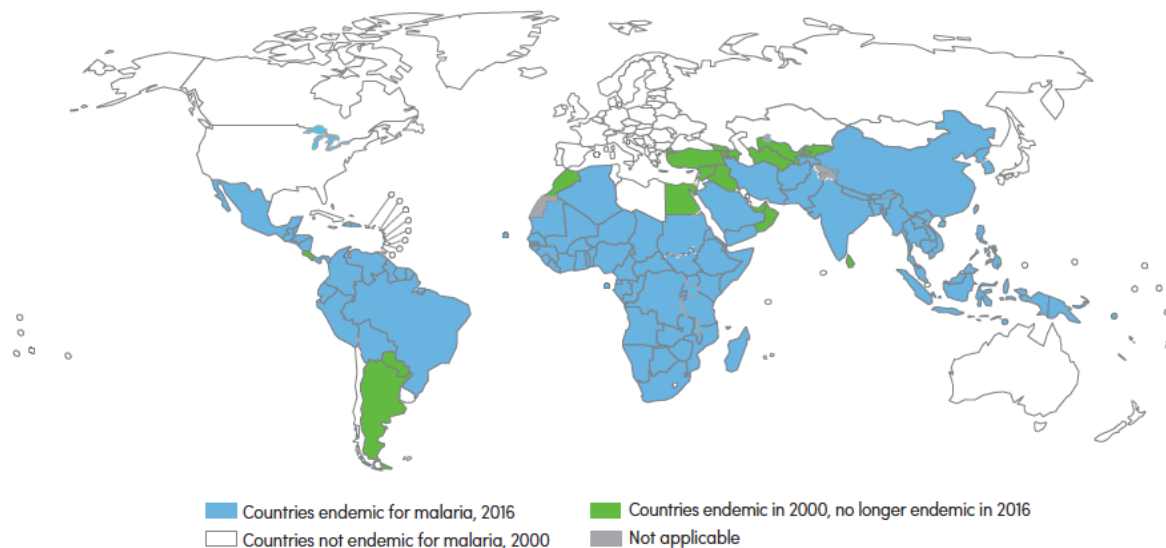 Countries endemic for malaria, 2016
Countries endemic in 2000, no longer endemic in 2016
Countries not endemic for malaria, 2000
Not applicable